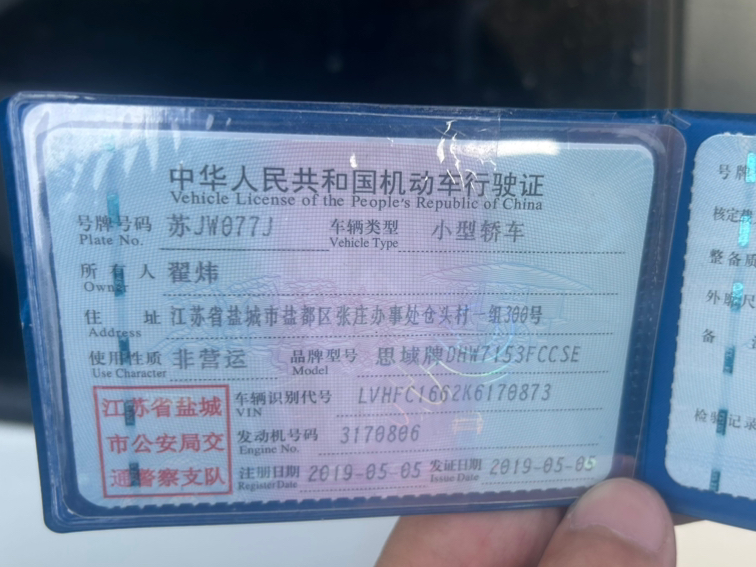 中华人民共和国机动车行驶证
Vehicle License of the People's Republic of China
号牌号码 苏JW077J 车辆类型 小型轿车
Plate No. Vehicle Type
所有人 翟炜
Owner
住址 江苏省盐城市盐都区张庄办事处仓头村一组300号
Address
使用性质 非营运 品牌型号 思域牌DHW7153FCCSE
Use Character Model
江苏省盐城
市公安局交
通警察支队
车辆识别代号 LVHFC1662K6170873
VIN
发动机号码 3170806
Engine No.
注册日期 2019-05-05 发证日期 2019-05-05
Register Date Issue Date
号牌
核定
整备质
外廓尺
备
检验记录